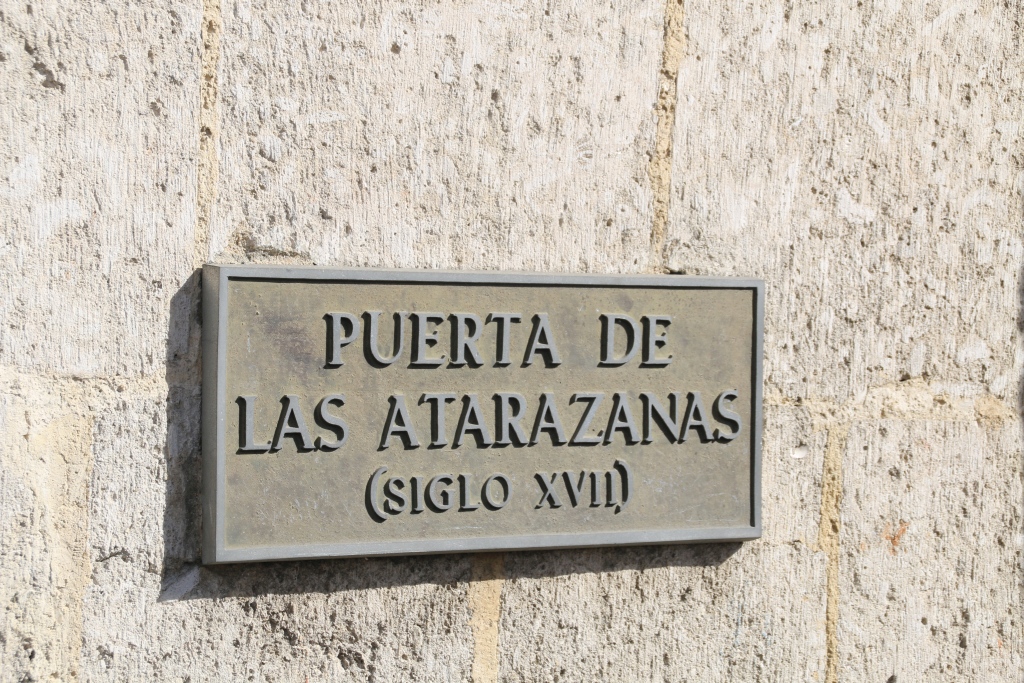 PUERTA DE
LAS ATARAZANAS
(SIGLO XVII)